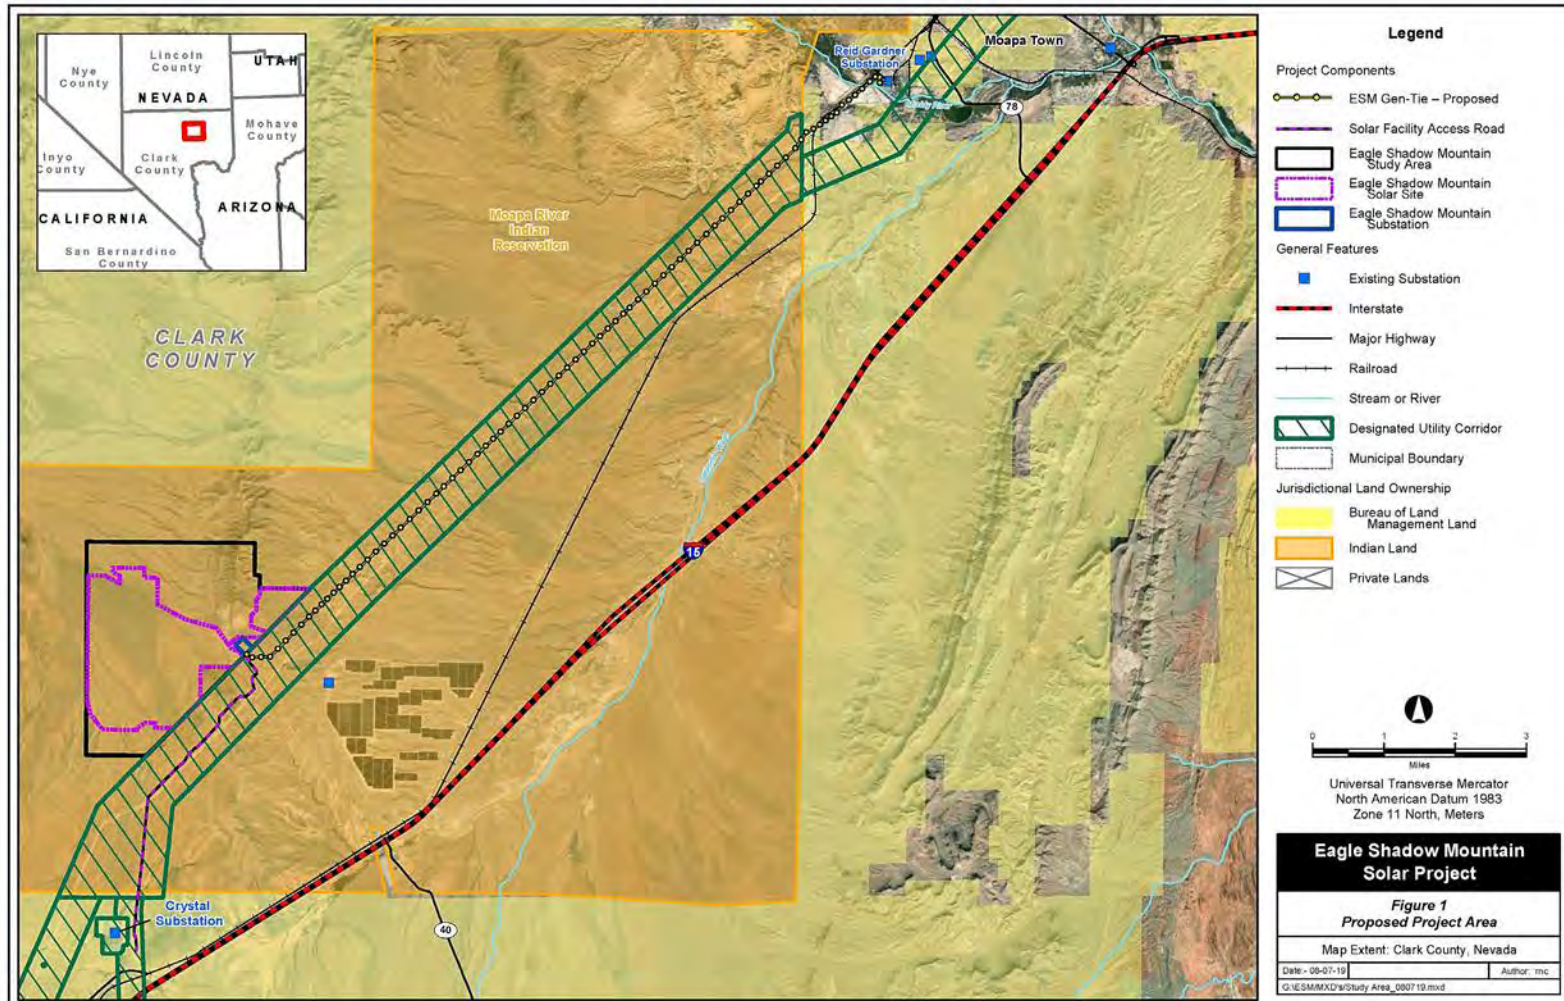 Nye
County
Lincoln
County
UTAH
NEVADA
Mohave
County
Inyo
County
Clark
County
CALIFORNIA
ARIZONA
San Bernardino
County
Reid Gardner
Substation
Moapa Town
Muddy River
78
Moapa River
Indian
Reservation
CLARK
COUNTY
15
Crystal
Substation
40
Legend
Project Components
ESM Gen-Tie – Proposed
Solar Facility Access Road
Eagle Shadow Mountain
Study Area
Eagle Shadow Mountain
Solar Site
Eagle Shadow Mountain
Substation
General Features
Existing Substation
Interstate
Major Highway
Railroad
Stream or River
Designated Utility Corridor
Municipal Boundary
Jurisdictional Land Ownership
Bureau of Land
Management Land
Indian Land
Private Lands
0 1 2 3
Miles
Universal Transverse Mercator
North American Datum 1983
Zone 11 North, Meters
Eagle Shadow Mountain
Solar Project
Figure 1
Proposed Project Area
Map Extent: Clark County, Nevada
Date:- 08-07-19 Author: rnc
G:\ESM\MXD's\Study Area_080719.mxd